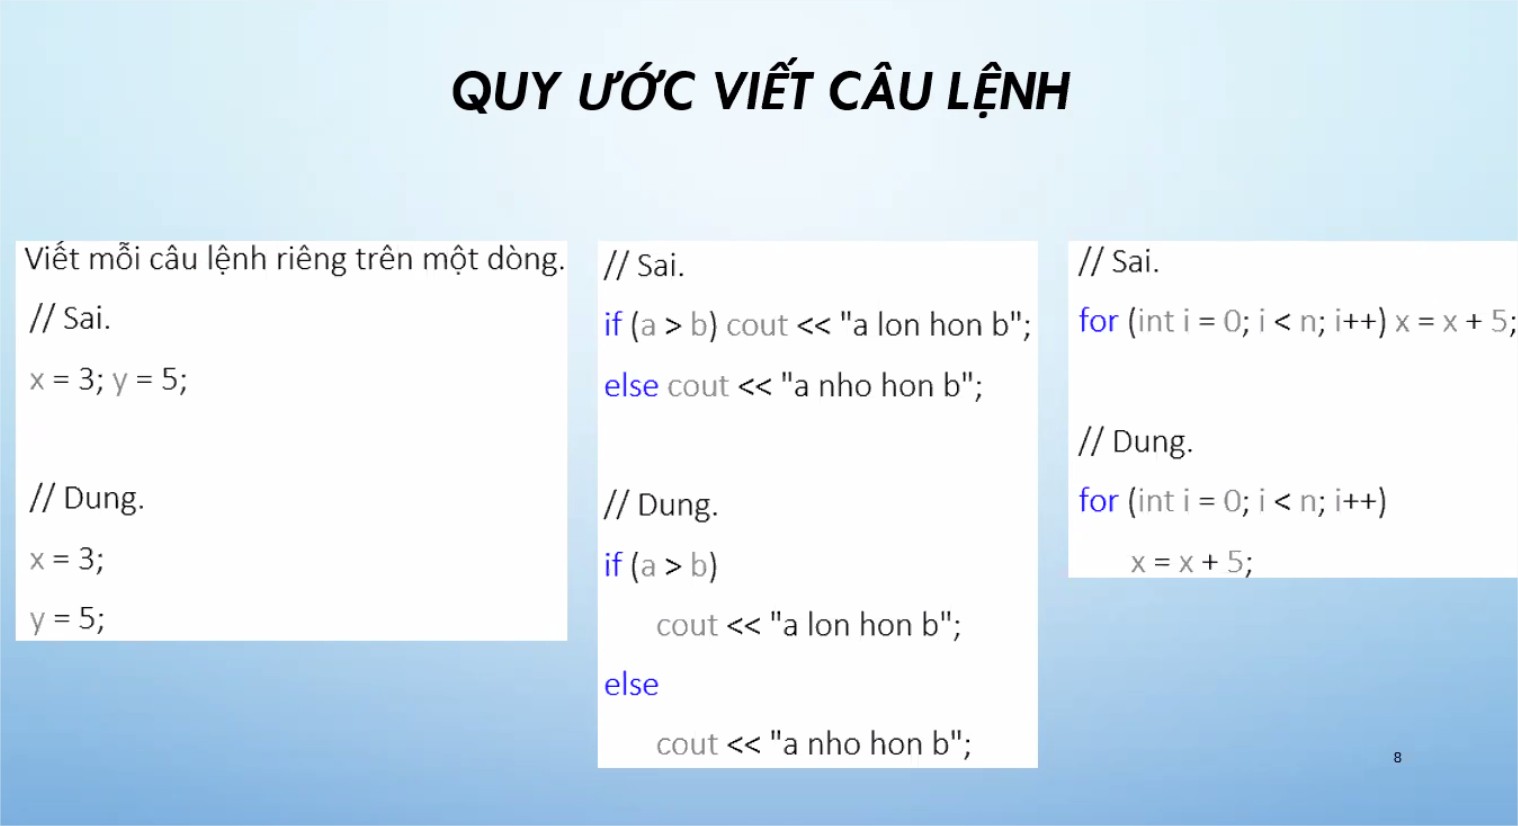 QUY ƯỚC VIẾT CÂU LỆNH
Viết mỗi câu lệnh riêng trên một dòng.
// Sai.
x = 3; y = 5;
// Dung.
x = 3;
y = 5;
// Sai.
if (a > b) cout << "a lon hon b";
else cout << "a nho hon b";
// Dung.
if (a > b)
cout << "a lon hon b";
else
cout << "a nho hon b";
// Sai.
for (int i = 0; i < n; i++) x = x + 5;
// Dung.
for (int i = 0; i < n; i++)
x = x + 5;
8